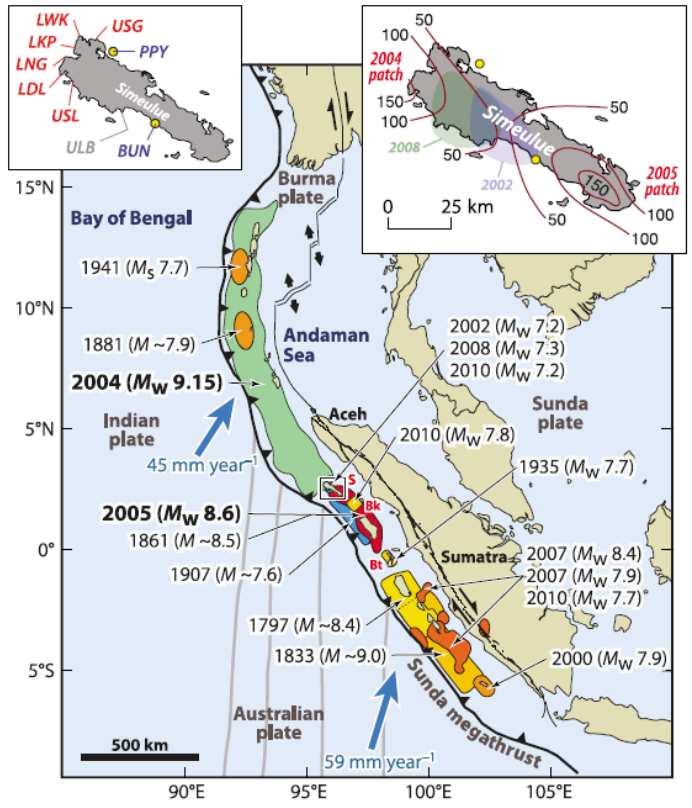 LWK
USG
LKP
PPY
LNG
LDL
Simeulue
USL
ULB
BUN
50
100
2004
patch
50
150
100
Simeulue
2008
50
2002
2005
patch
150
0
25 km
50
100
100
15°N
10°N
5°N
0°
5°S
90°E
95°E
100°E
105°E
Burma
plate
Bay of Bengal
1941 (MS 7.7)
1881 (M ~7.9)
Andaman
Sea
2004 (MW 9.15)
2002 (MW 7.2)
2008 (MW 7.3)
2010 (MW 7.2)
Indian
plate
Aceh
Sunda
plate
45 mm year⁻¹
2010 (MW 7.8)
1935 (MW 7.7)
S
Bk
2005 (MW 8.6)
1861 (M ~8.5)
1907 (M ~7.6)
Bt
Sumatra
2007 (MW 8.4)
2007 (MW 7.9)
2010 (MW 7.7)
1797 (M ~8.4)
1833 (M ~9.0)
2000 (MW 7.9)
Sunda megathrust
Australian
plate
59 mm year⁻¹
500 km